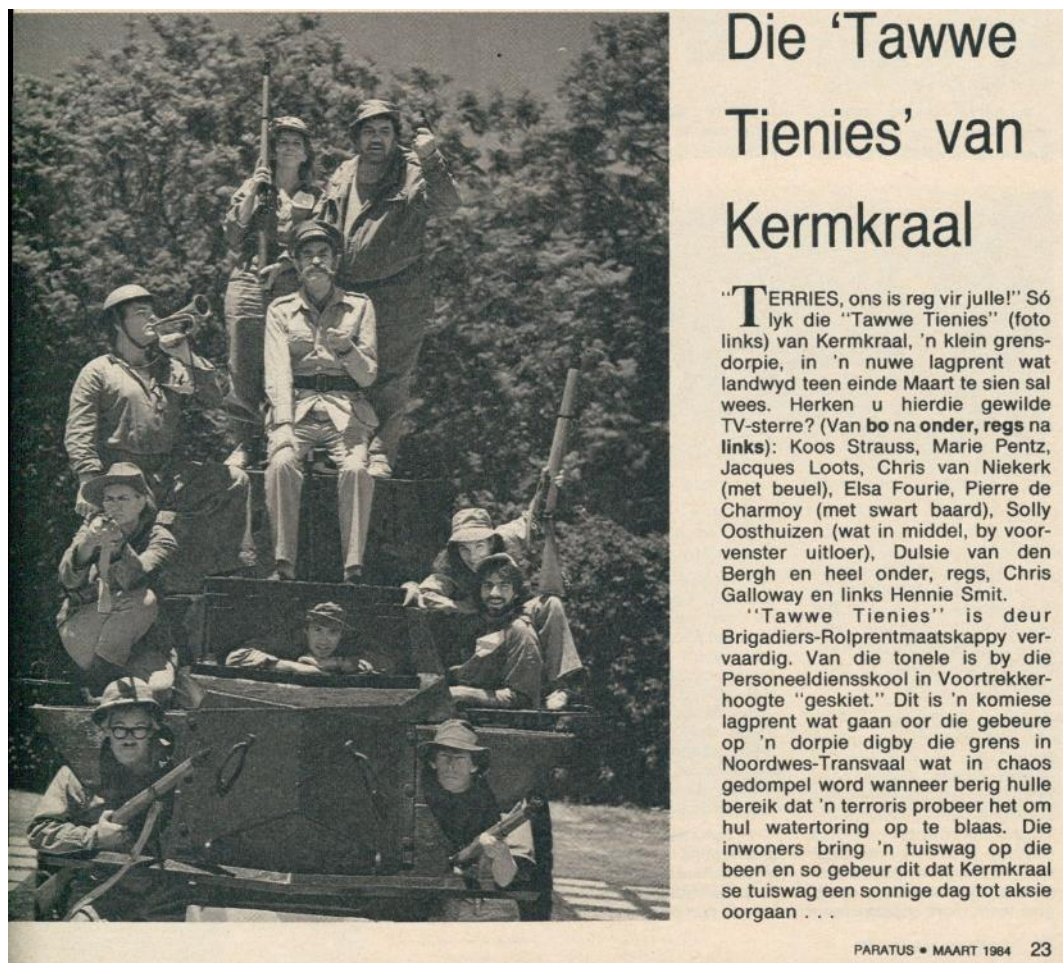 Die 'Tawwe
Tienies' van
Kermkraal
"TERRIES, ons is reg vir julle!" Só
lyk die "Tawwe Tienies" (foto
links) van Kermkraal, 'n klein grens-
dorpie, in 'n nuwe lagprent wat
landwyd teen einde Maart te sien sal
wees. Herken u hierdie gewilde
TV-sterre? (Van bo na onder, regs na
links): Koos Strauss, Marie Pentz,
Jacques Loots, Chris van Niekerk
(met beuel), Elsa Fourie, Pierre de
Charmoy (met swart baard), Solly
Oosthuizen (wat in middel, by voor-
venster uitloer), Dulsie van den
Bergh en heel onder, regs, Chris
Galloway en links Hennie Smit.
"Tawwe Tienies" is deur
Brigadiers-Rolprentmaatskappy ver-
vaardig. Van die tonele is by die
Personeeldiensskool in Voortrekker-
hoogte "geskiet." Dit is 'n komiese
lagprent wat gaan oor die gebeure
op 'n dorpie digby die grens in
Noordwes-Transvaal wat in chaos
gedompel word wanneer berig hulle
bereik dat 'n terroris probeer het om
hul watertoring op te blaas. Die
inwoners bring 'n tuiswag op die
been en so gebeur dit dat Kermkraal
se tuiswag een sonnige dag tot aksie
oorgaan . . .
PARATUS • MAART 1984 23